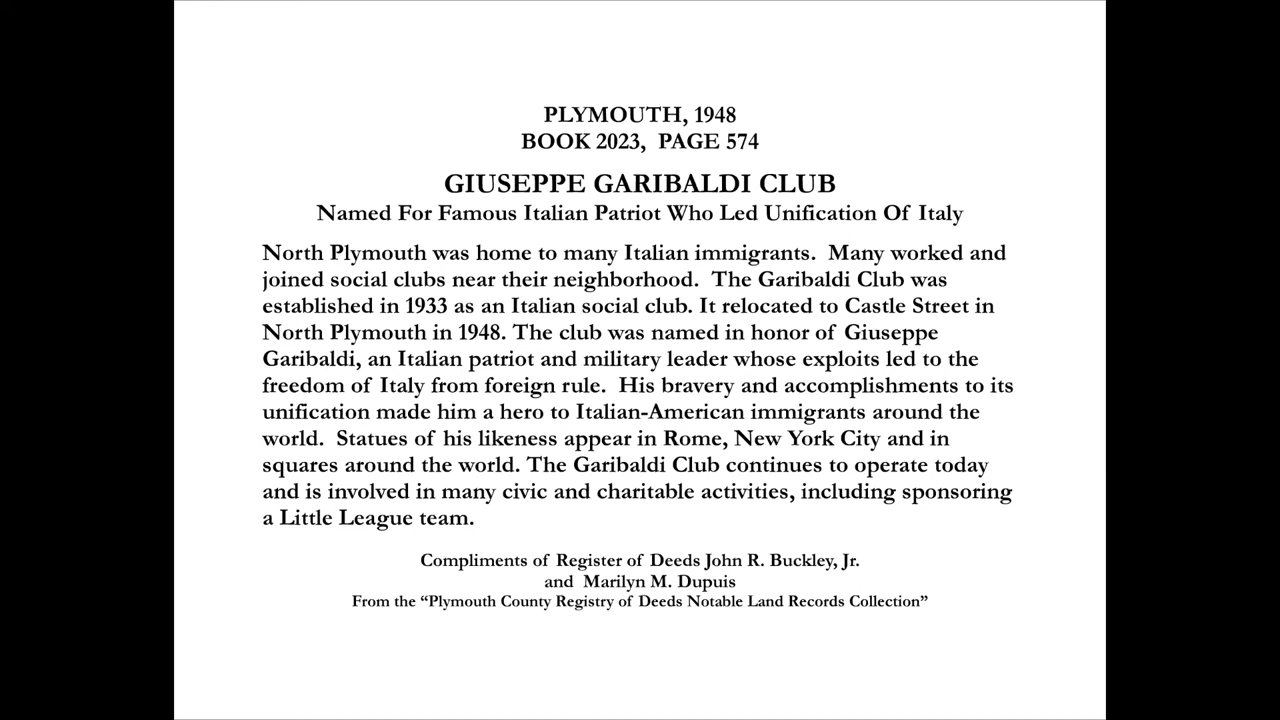 PLYMOUTH, 1948
BOOK 2023, PAGE 574
GIUSEPPE GARIBALDI CLUB
Named For Famous Italian Patriot Who Led Unification Of Italy
North Plymouth was home to many Italian immigrants. Many worked and
joined social clubs near their neighborhood. The Garibaldi Club was
established in 1933 as an Italian social club. It relocated to Castle Street in
North Plymouth in 1948. The club was named in honor of Giuseppe
Garibaldi, an Italian patriot and military leader whose exploits led to the
freedom of Italy from foreign rule. His bravery and accomplishments to its
unification made him a hero to Italian-American immigrants around the
world. Statues of his likeness appear in Rome, New York City and in
squares around the world. The Garibaldi Club continues to operate today
and is involved in many civic and charitable activities, including sponsoring
a Little League team.
Compliments of Register of Deeds John R. Buckley, Jr.
and Marilyn M. Dupuis
From the “Plymouth County Registry of Deeds Notable Land Records Collection”